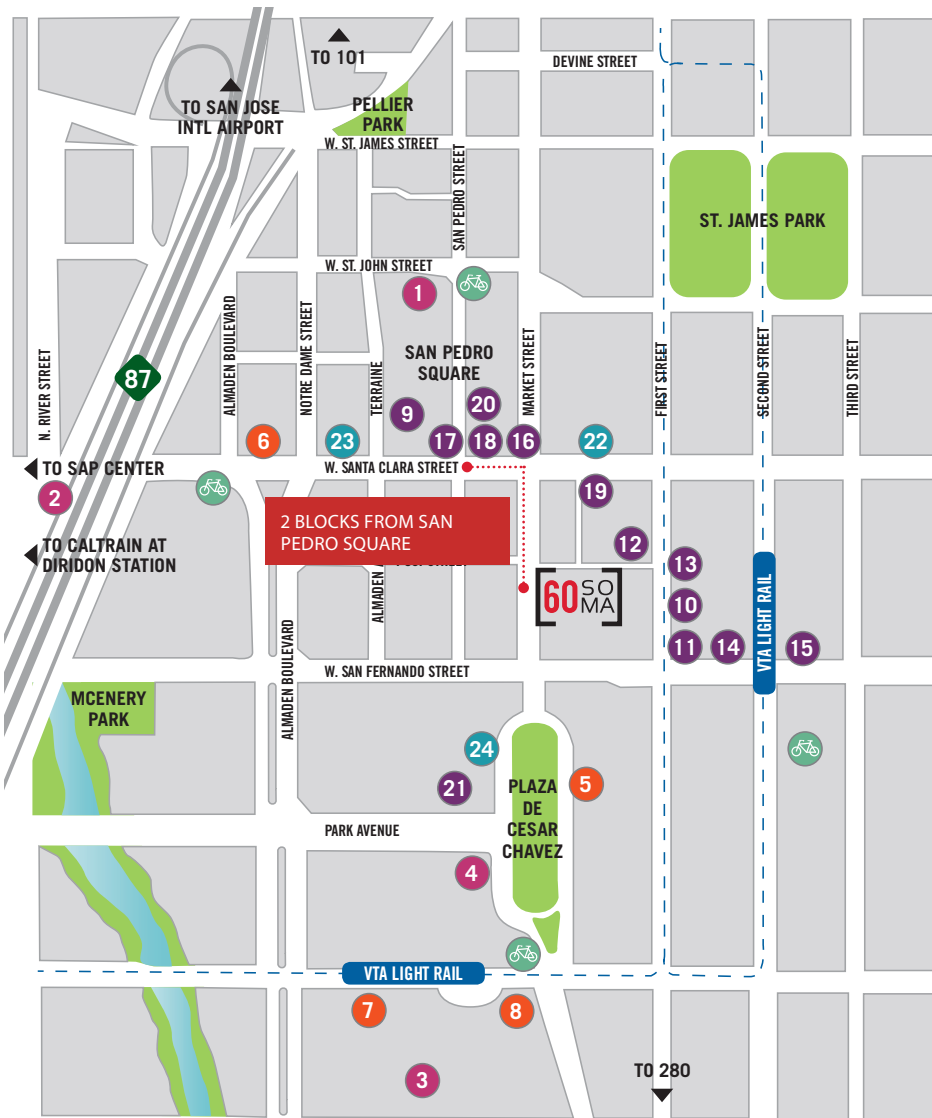 TO 101
DEVINE STREET
TO SAN JOSE
INTL AIRPORT
PELLIER
PARK
W. ST. JAMES STREET
SAN PEDRO STREET
ST. JAMES PARK
W. ST. JOHN STREET
1
ALMADEN BOULEVARD
NOTRE DAME STREET
TERRAINE
SAN PEDRO
SQUARE
MARKET STREET
FIRST STREET
SECOND STREET
THIRD STREET
N. RIVER STREET
87
9
20
6
23
17
18
16
22
TO SAP CENTER
W. SANTA CLARA STREET
2
19
2 BLOCKS FROM SAN
PEDRO SQUARE
12
TO CALTRAIN AT
DIRIDON STATION
13
ALMADEN
60 SO
MA
10
VTA LIGHT RAIL
ALMADEN BOULEVARD
11
14
15
W. SAN FERNANDO STREET
MCENERY
PARK
24
21
5
PLAZA
DE
CESAR
CHAVEZ
PARK AVENUE
4
VTA LIGHT RAIL
7
8
3
TO 280